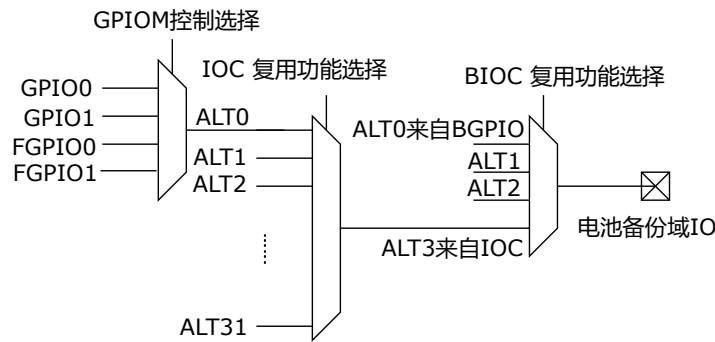 GPIOM控制选择
IOC 复用功能选择
BIOC 复用功能选择
GPIO0
GPIO1
FGPIO0
FGPIO1
ALT0
ALT1
ALT2
ALT31
ALT0来自BGPIO
ALT1
ALT2
ALT3来自IOC
电池备份域IO